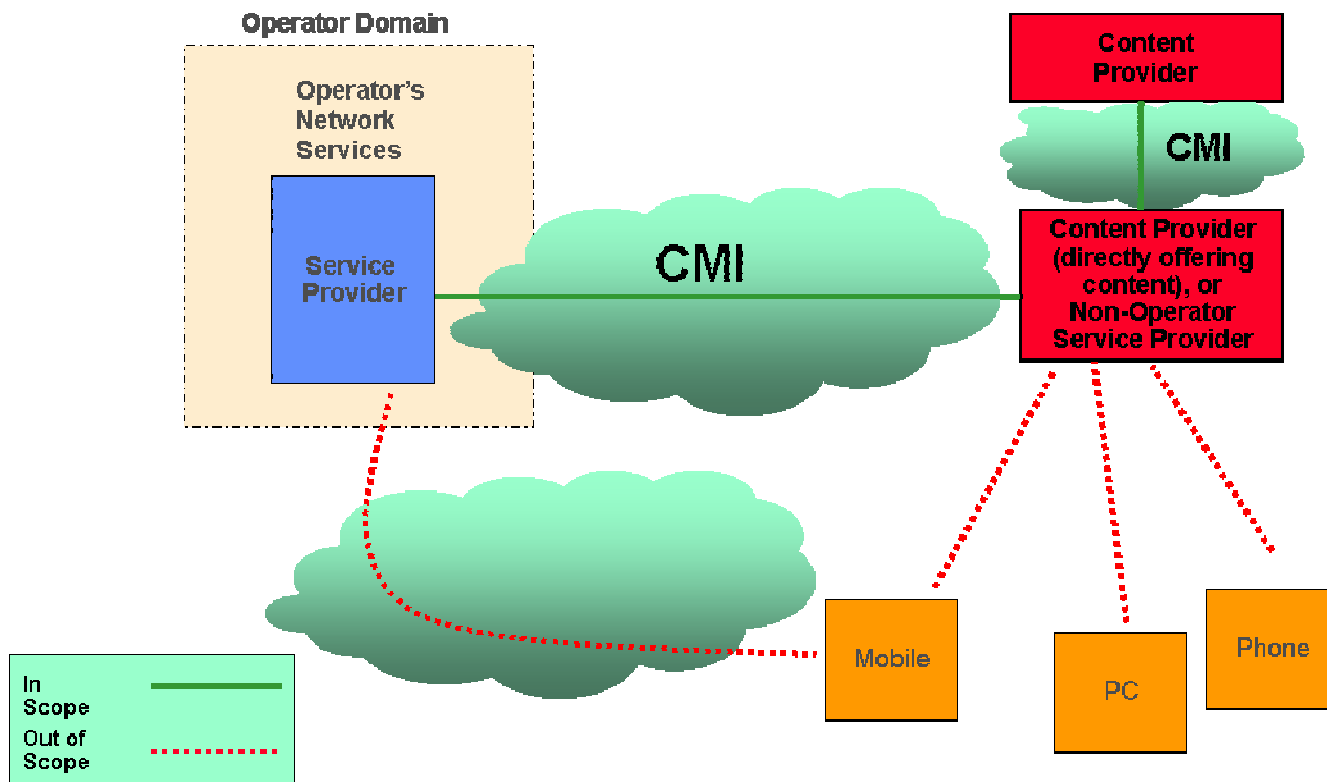 Operator Domain
Operator's
Network
Services
Service
Provider
CMI
Content
Provider
CMI
Content Provider
(directly offering
content), or
Non-Operator
Service Provider
Mobile
PC
Phone
In
Scope
Out of
Scope